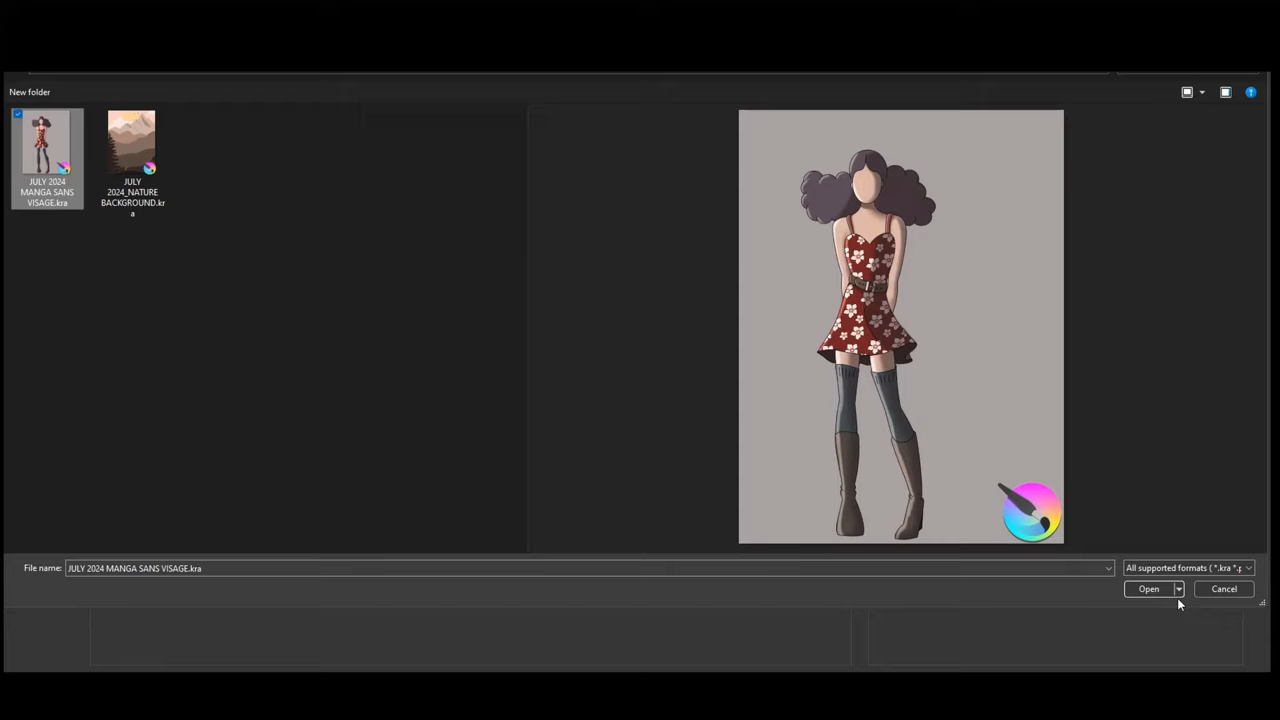 New folder
JULY 2024
MANGA SANS
VISAGE.kra
JULY
2024_NATURE
BACKGROUND.kr
a
File name:
JULY 2024 MANGA SANS VISAGE.kra
All supported formats ( *.kra *.p
Open
Cancel